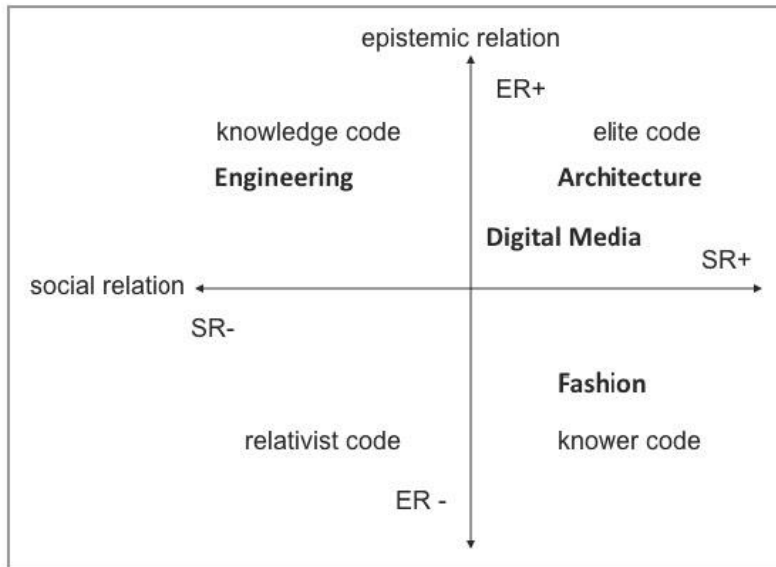 epistemic relation
ER+
knowledge code
elite code
Engineering
Architecture
Digital Media
SR+
social relation
SR-
Fashion
relativist code
knower code
ER -